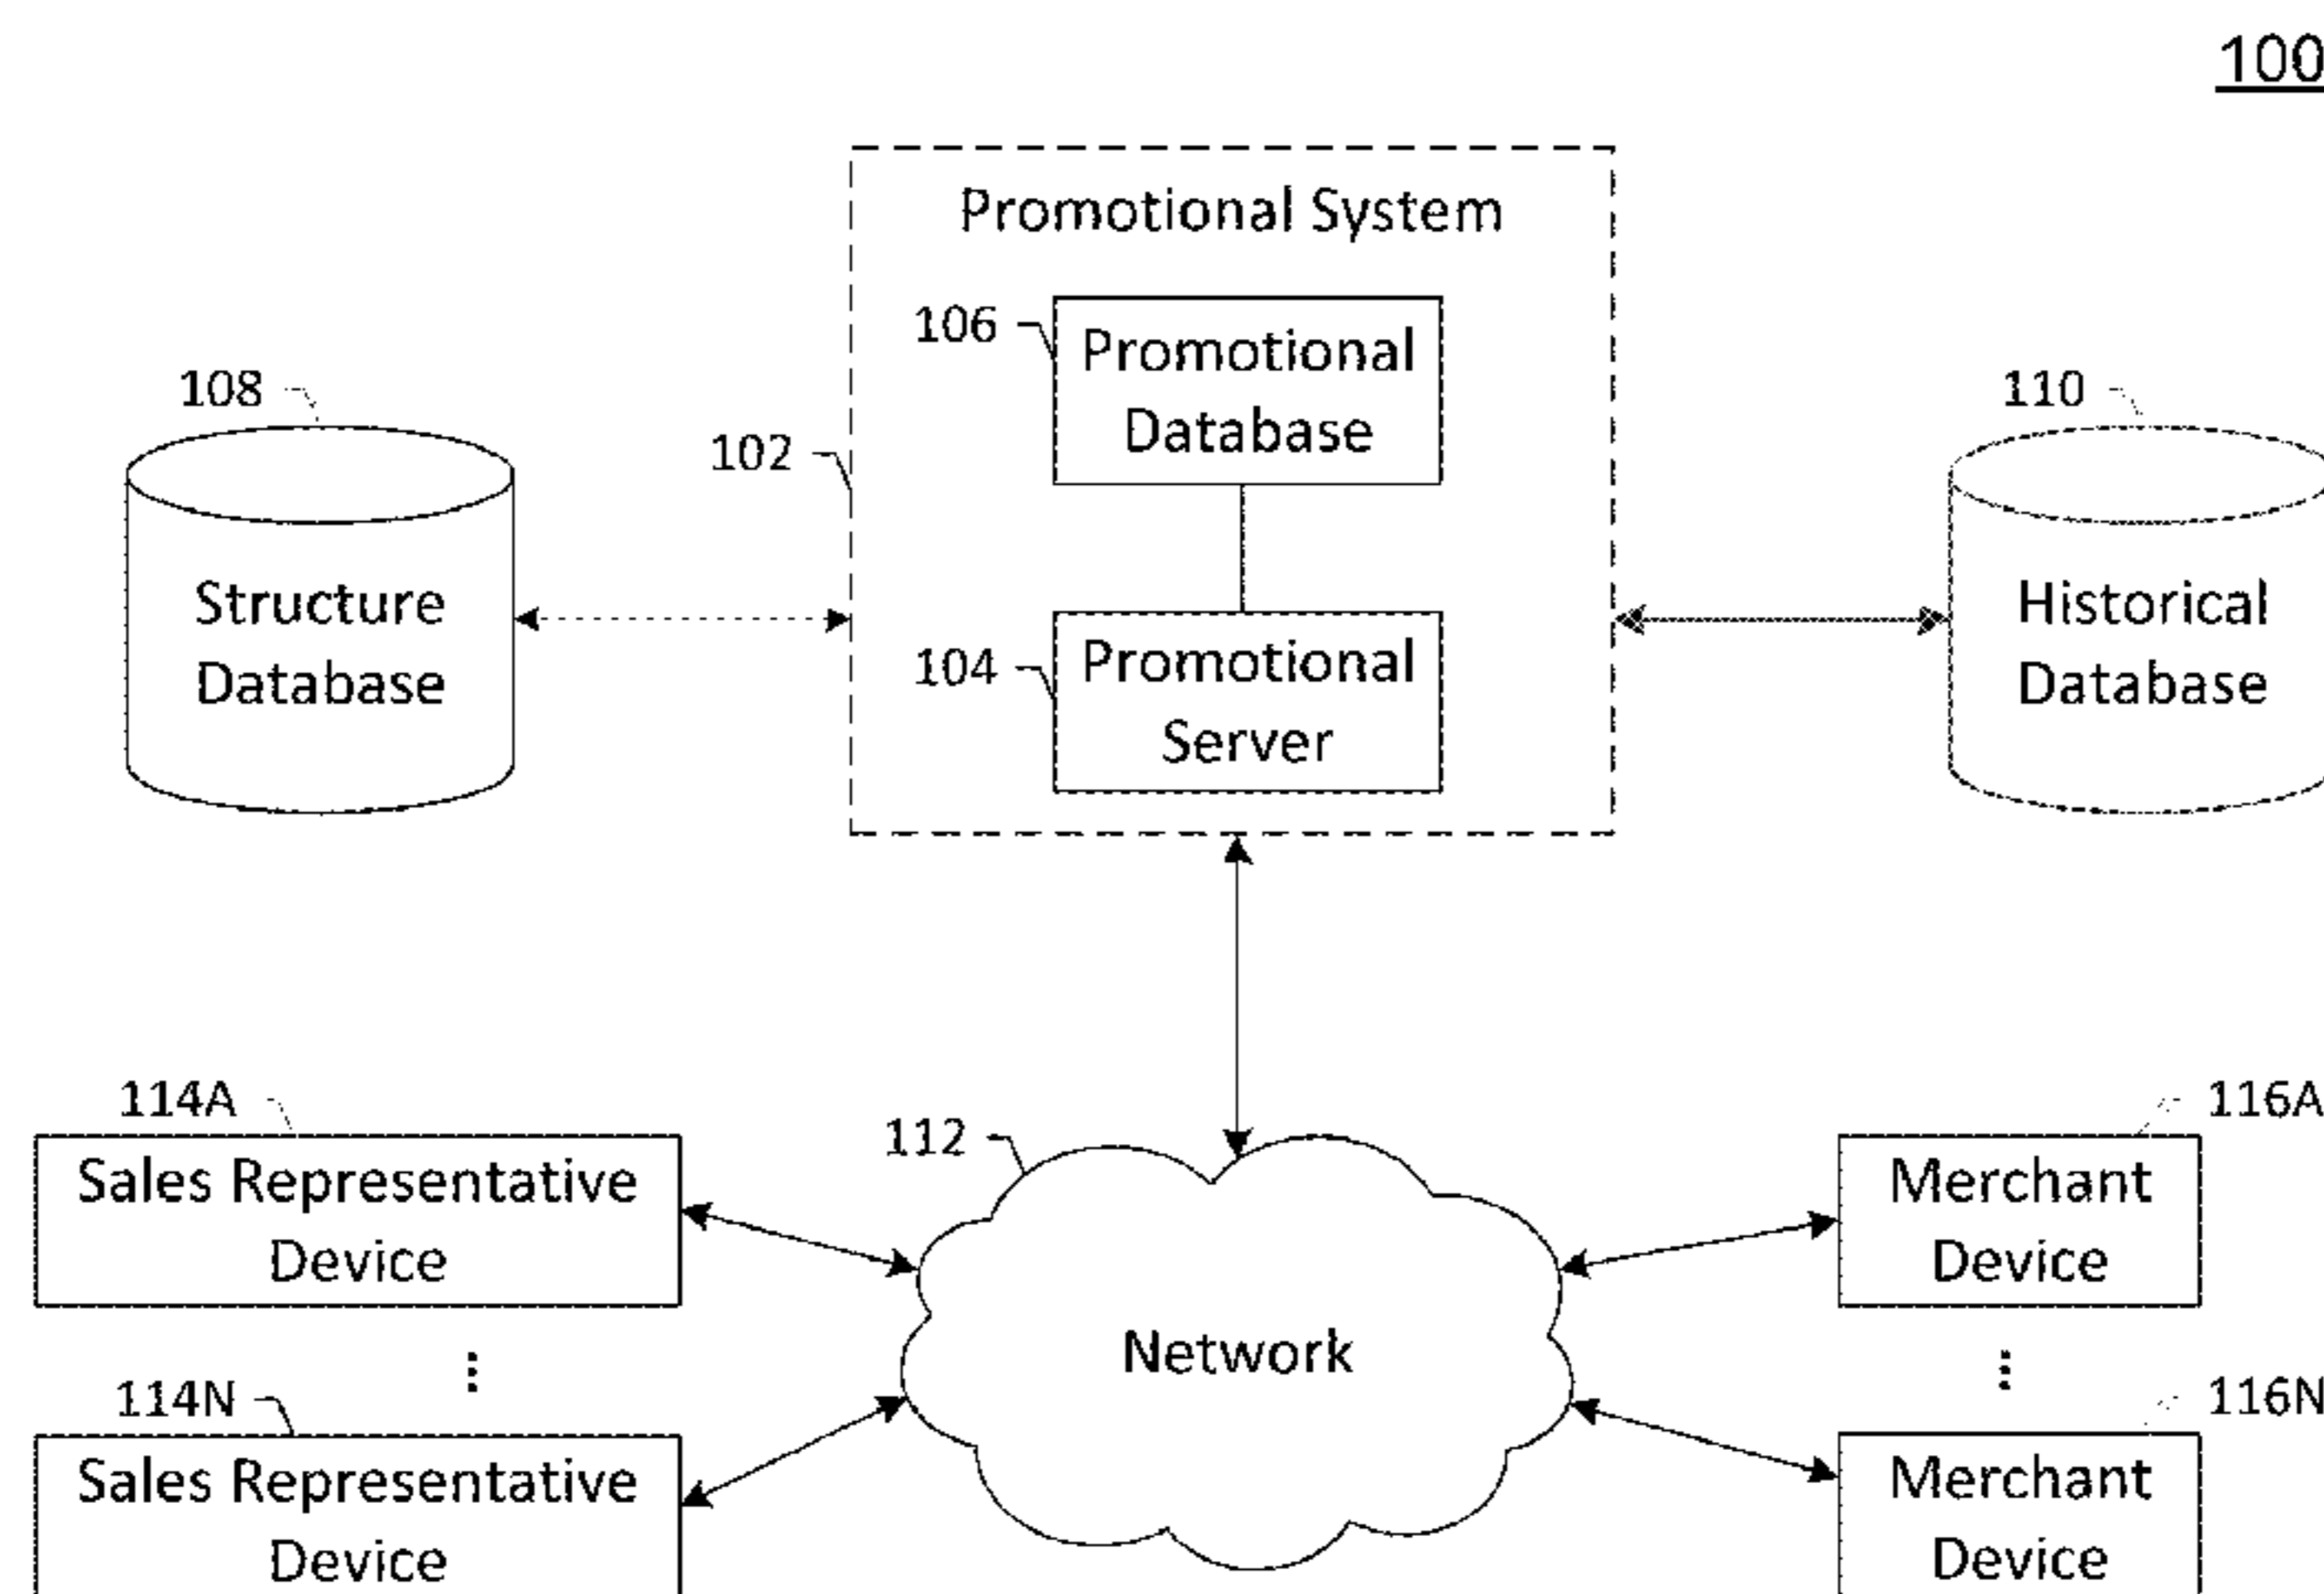 100
Promotional System
106
Promotional
Database
108
110
102
Structure
Database
Historical
Database
104
Promotional
Server
114A
112
116A
Sales Representative
Device
Merchant
Device
Network
⋮
⋮
114N
116N
Sales Representative
Device
Merchant
Device